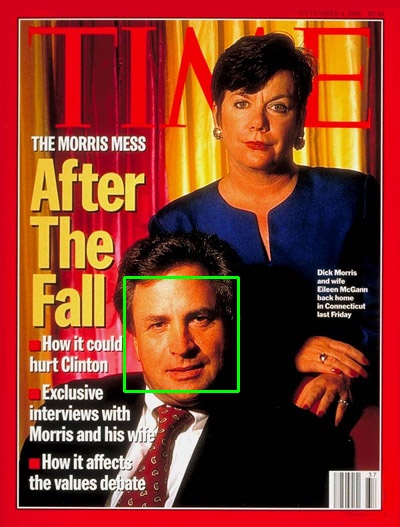 TIME
THE MORRIS MESS
After
The
Fall
How it could
hurt Clinton
Exclusive
interviews with
Morris and his wife
How it affects
the values debate
Dick Morris
and wife
Eileen McGann
back home
in Connecticut
last Friday
37